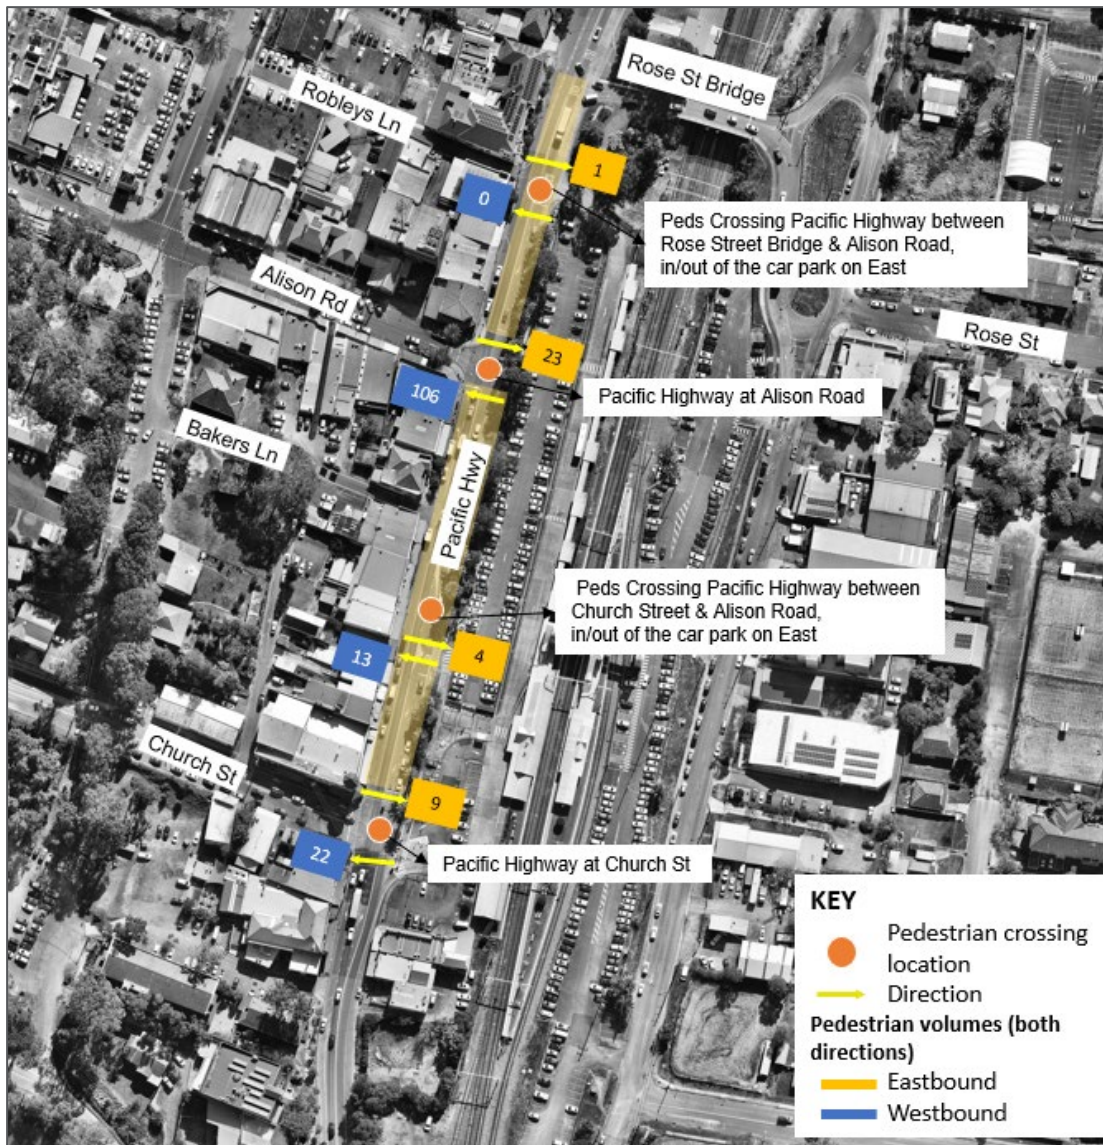 Rose St Bridge
Robleys Ln
1
0
Peds Crossing Pacific Highway between
Rose Street Bridge & Alison Road,
in/out of the car park on East
Alison Rd
Rose St
23
106
Pacific Highway at Alison Road
Bakers Ln
Pacific Hwy
Peds Crossing Pacific Highway between
Church Street & Alison Road,
in/out of the car park on East
13
4
Church St
9
22
Pacific Highway at Church St
KEY
Pedestrian crossing
location
Direction
Pedestrian volumes (both
directions)
Eastbound
Westbound